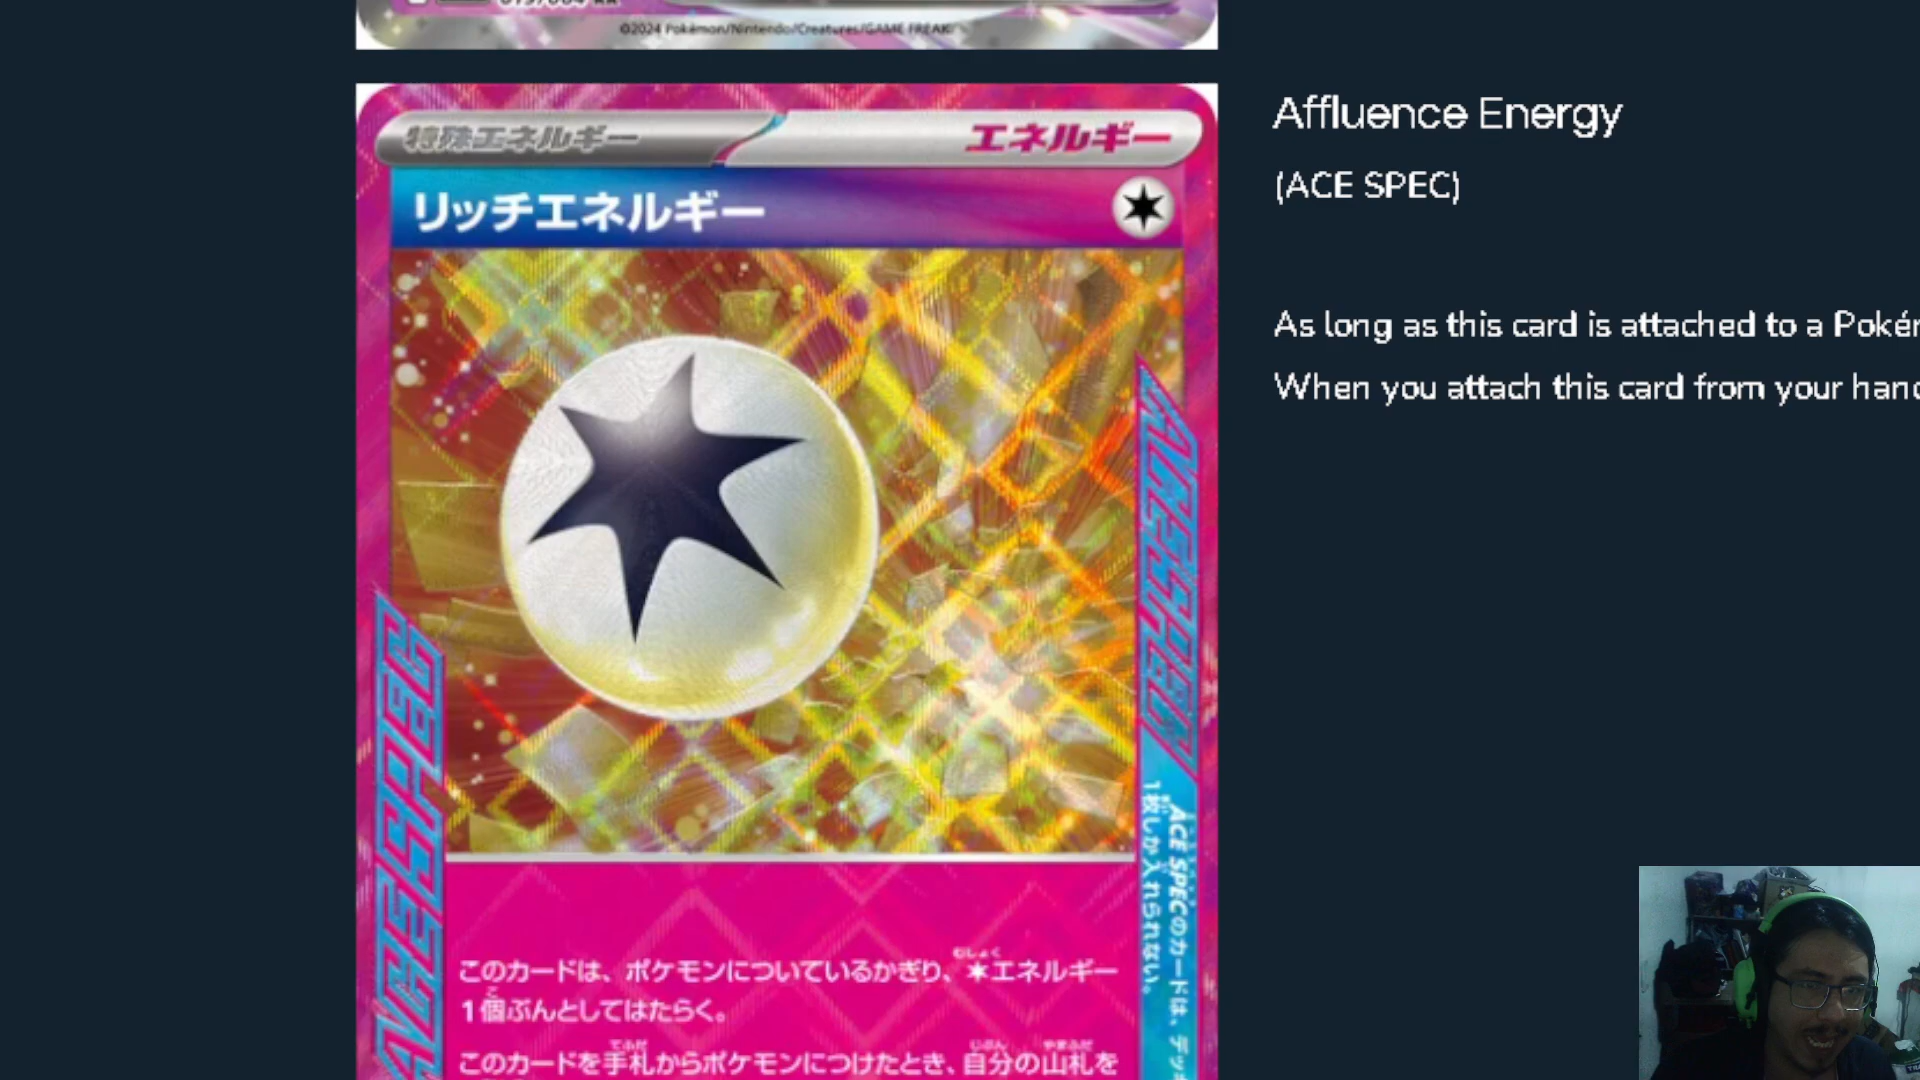 ©2024 Pokémon/Nintendo/Creatures/GAME FREAK
特殊エネルギー
エネルギー
リッチエネルギー
ACE SPEC
ACE SPEC
ACE SPECのカードは、デッ
1枚しか入れられない。
このカードは、ポケモンについているかぎり、エネルギー
1個ぶんとしてはたらく。
このカードを手札からポケモンにつけたとき、自分の山札を
Affluence Energy
(ACE SPEC)
As long as this card is attached to a Pokém
When you attach this card from your hand